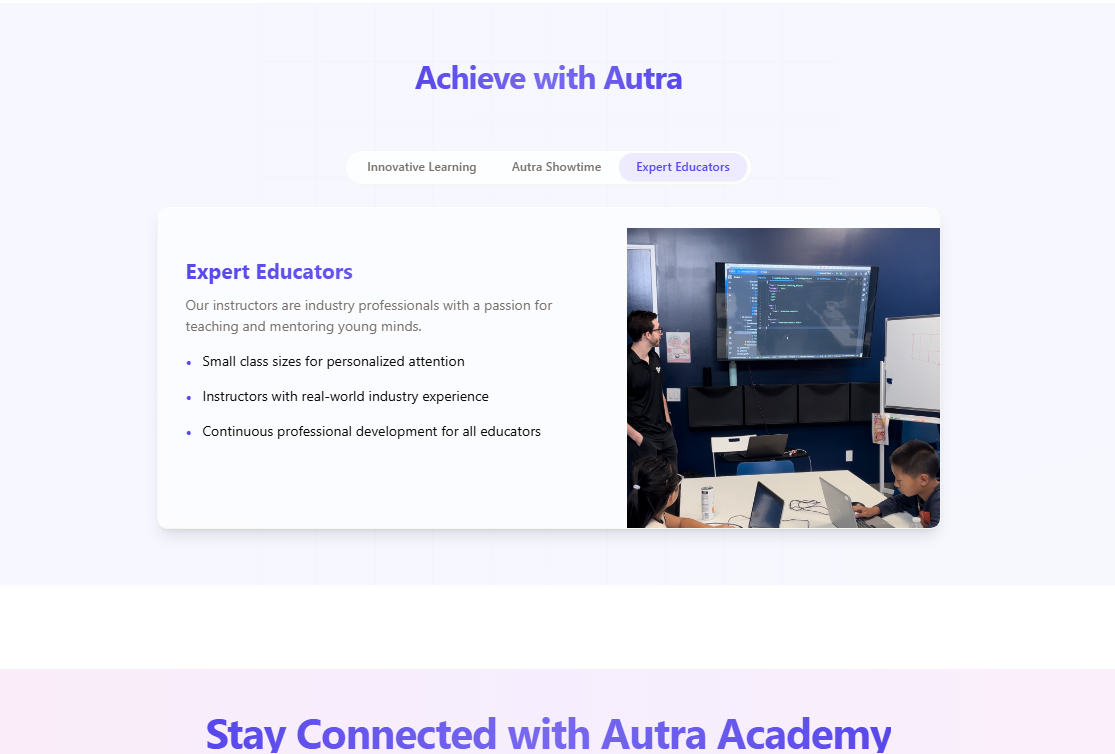 Achieve with Autra
Innovative Learning
Autra Showtime
Expert Educators
Expert Educators
Our instructors are industry professionals with a passion for
teaching and mentoring young minds.
• Small class sizes for personalized attention
• Instructors with real-world industry experience
• Continuous professional development for all educators
Stay Connected with Autra Academy